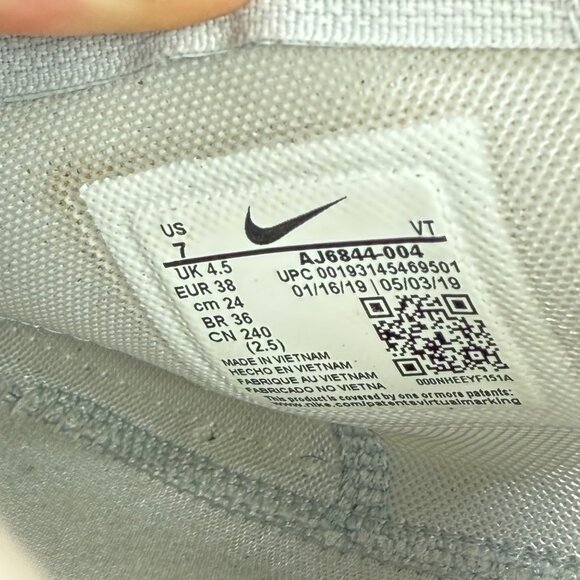 US
7
VT
UK 4.5
EUR 38
cm 24
BR 36
CN 240
(2.5)
AJ6844-004
UPC 00193145469501
01/16/19 | 05/03/19
000NHEEYF151A
MADE IN VIETNAM
HECHO EN VIETNAM
FABRIQUE AU VIETNAM
FABRICADO NO VIETNA
This product is covered by one or more patents:
www.nike.com/patentsvirtualmarking